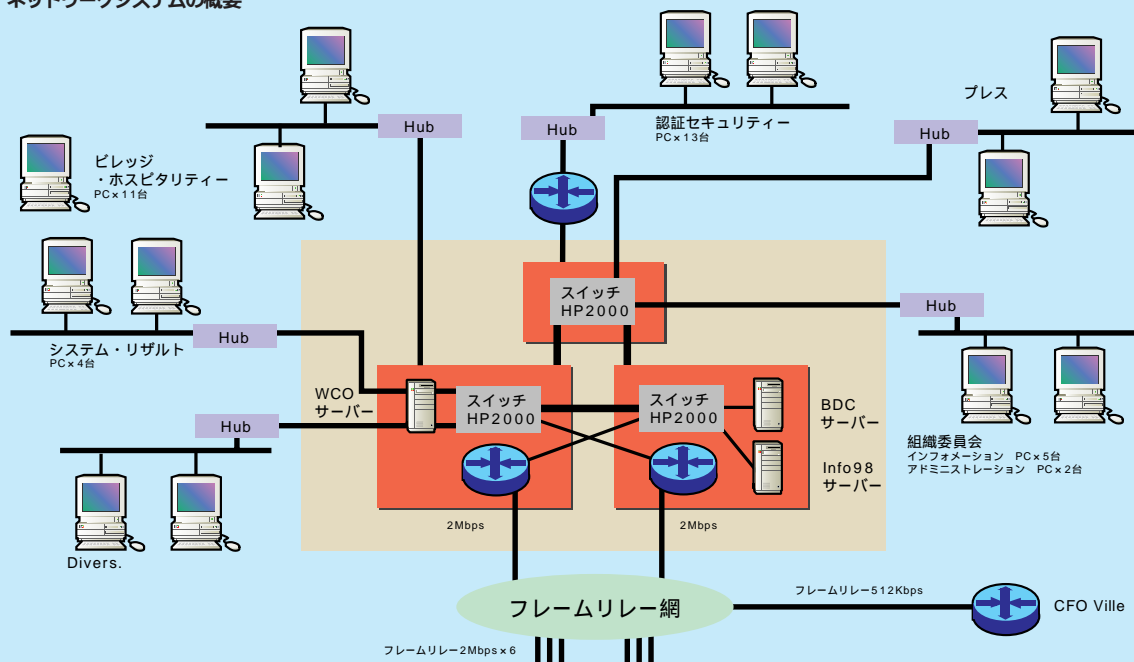 ネットワークシステムの概要
Hub
Hub
認証セキュリティー
PC×13台
プレス
Hub
ビレッジ
・ホスピタリティー
PC×11台
スイッチ
HP2000
Hub
Hub
システム・リザルト
PC×4台
WCO
サーバー
スイッチ
HP2000
スイッチ
HP2000
BDC
サーバー
Hub
組織委員会
インフォメーション PC×5台
アドミニストレーション PC×2台
Info98
サーバー
2Mbps
2Mbps
Divers.
フレームリレー網
フレームリレー512Kbps
CFO Ville
フレームリレー2Mbps×6